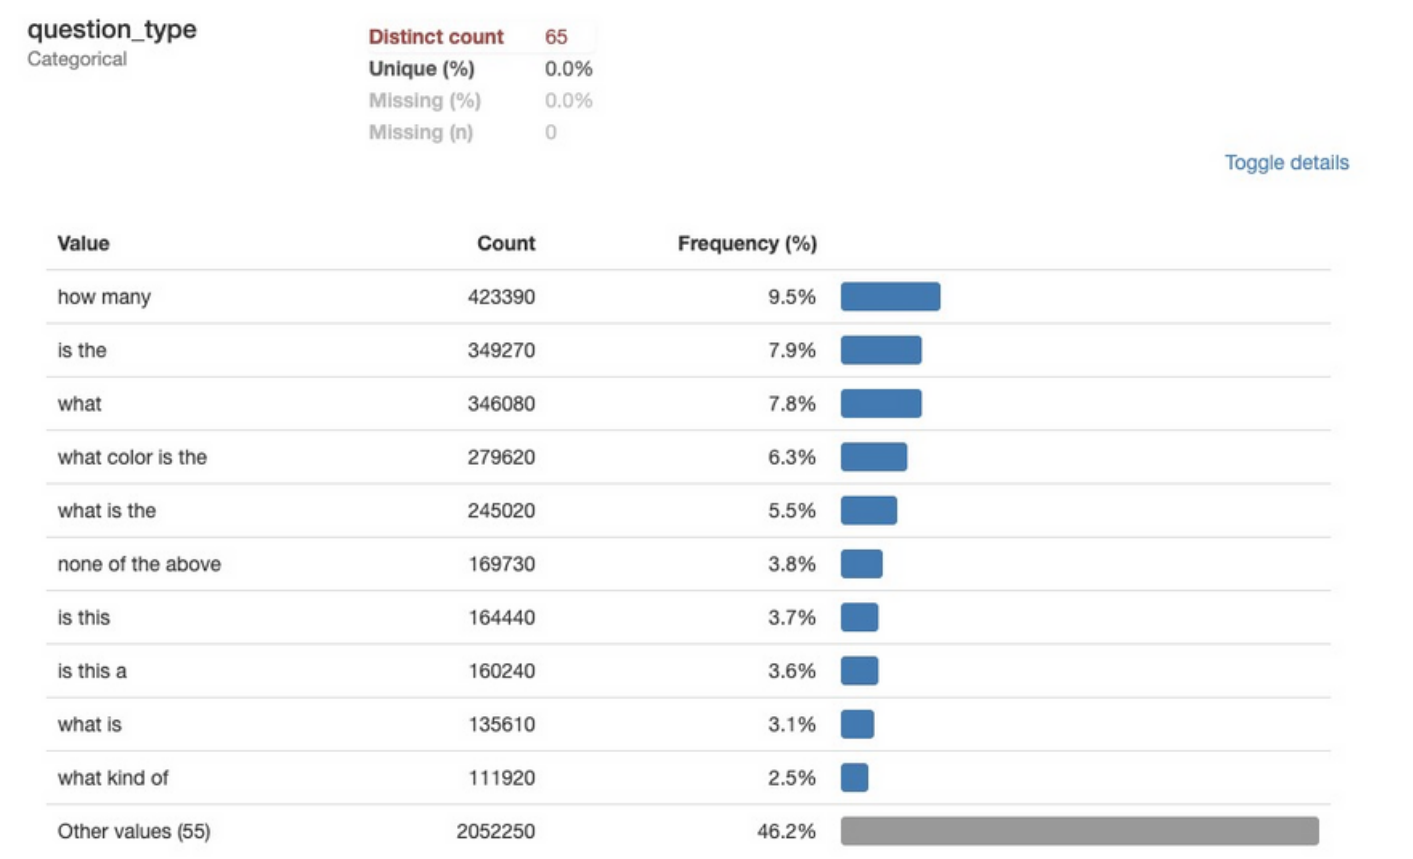 question_type
Categorical
Distinct count 65
Unique (%) 0.0%
Missing (%) 0.0%
Missing (n) 0
Toggle details
Value Count Frequency (%)
how many 423390 9.5%
is the 349270 7.9%
what 346080 7.8%
what color is the 279620 6.3%
what is the 245020 5.5%
none of the above 169730 3.8%
is this 164440 3.7%
is this a 160240 3.6%
what is 135610 3.1%
what kind of 111920 2.5%
Other values (55) 2052250 46.2%